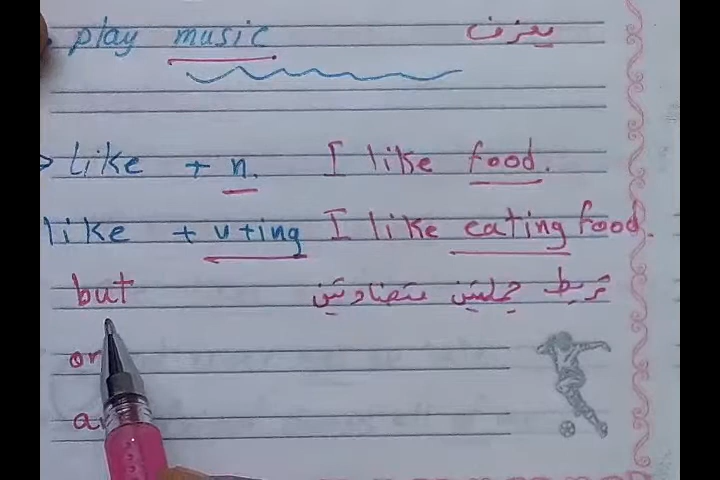 play music يعزف
like + n. I like food.
like + v+ing I like eating food.
but تربط جملتين متضادتين
or